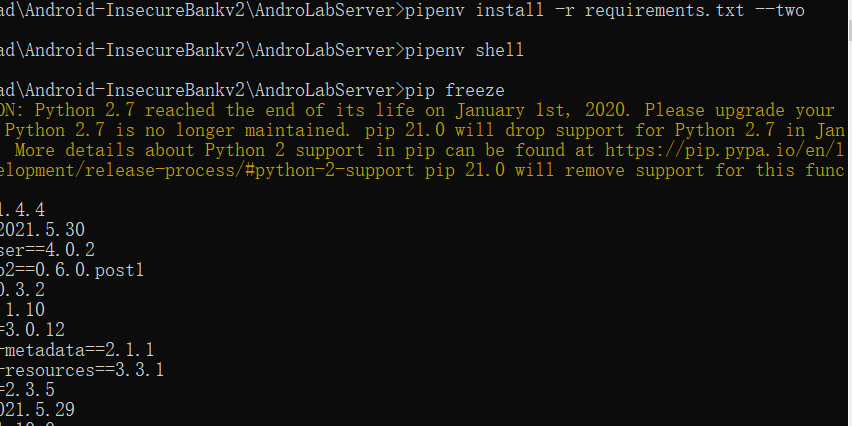 ad\Android-InsecureBankv2\AndroLabServer>pipenv install -r requirements.txt --two
ad\Android-InsecureBankv2\AndroLabServer>pipenv shell
ad\Android-InsecureBankv2\AndroLabServer>pip freeze
ON: Python 2.7 reached the end of its life on January 1st, 2020. Please upgrade your
Python 2.7 is no longer maintained. pip 21.0 will drop support for Python 2.7 in Jan
More details about Python 2 support in pip can be found at https://pip.pypa.io/en/l
elopment/release-process/#python-2-support pip 21.0 will remove support for this func
1.4.4
2021.5.30
ser==4.0.2
2==0.6.0.post1
0.3.2
1.10
=3.0.12
-metadata==2.1.1
-resources==3.3.1
=2.3.5
021.5.29